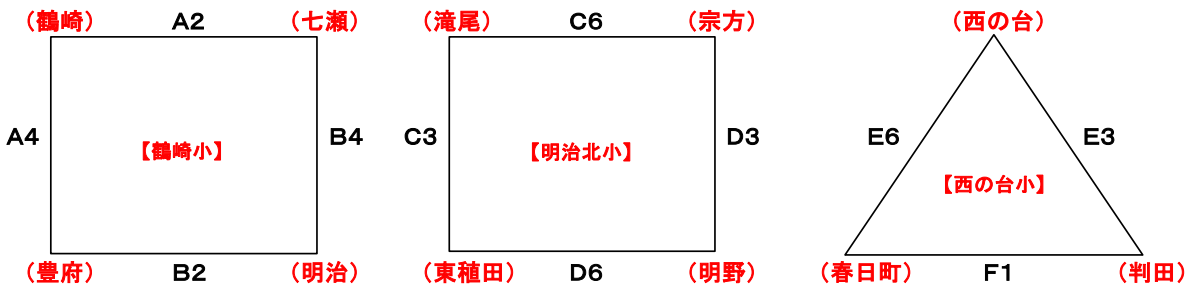 (鶴崎) A2 (七瀬)
A4 【鶴崎小】 B4
(豊府) B2 (明治)
(滝尾) C6 (宗方)
C3 【明治北小】 D3
(東稙田) D6 (明野)
(西の台)
E6 E3
【西の台小】
(春日町) F1 (判田)